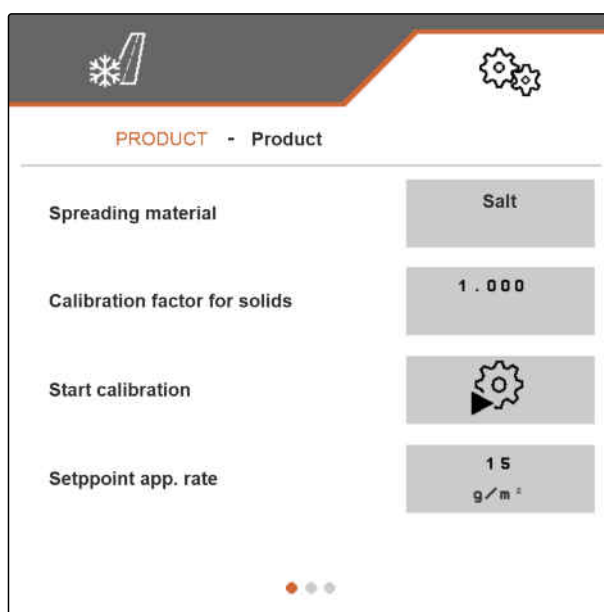 PRODUCT - Product
Spreading material
Salt
Calibration factor for solids
1.000
Start calibration
Setppoint app. rate
15
g/m²